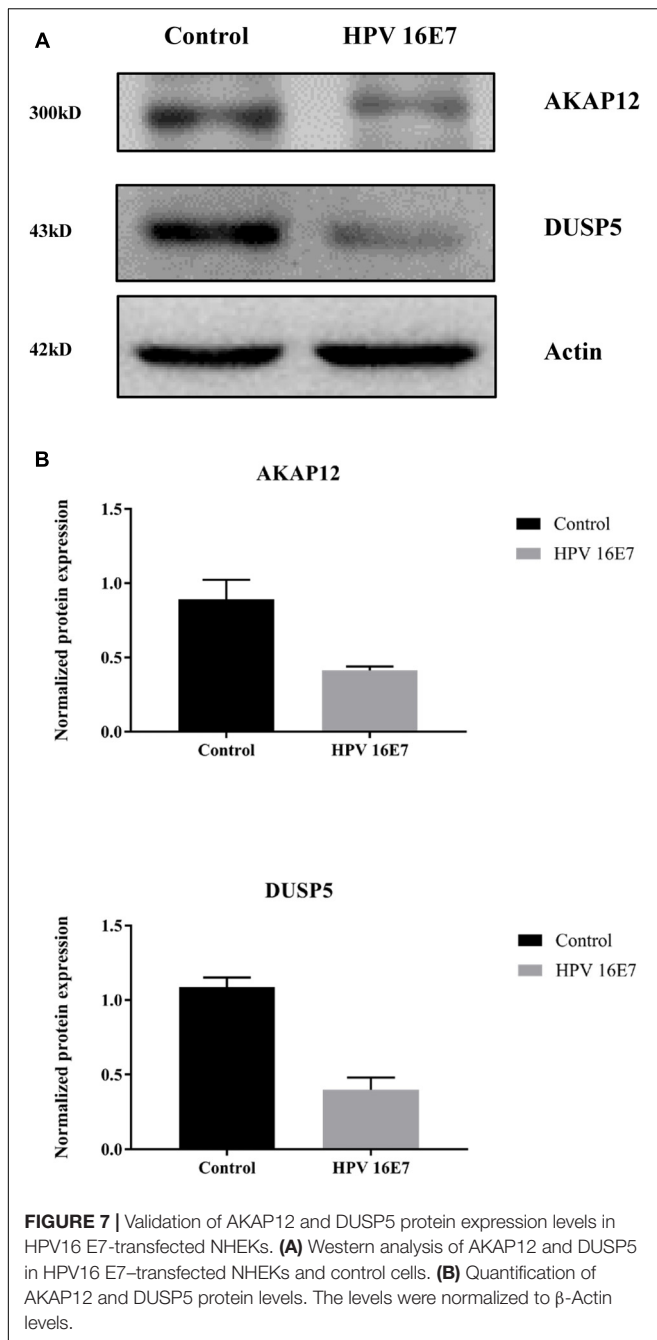 A
Control HPV 16E7
300kD AKAP12
43kD DUSP5
42kD Actin
B
AKAP12
Normalized protein expression
1.5
1.0
0.5
0.0
Control HPV 16E7
Control
HPV 16E7
DUSP5
Normalized protein expression
1.5
1.0
0.5
0.0
Control HPV 16E7
Control
HPV 16E7
FIGURE 7 | Validation of AKAP12 and DUSP5 protein expression levels in
HPV16 E7-transfected NHEKs. (A) Western analysis of AKAP12 and DUSP5
in HPV16 E7–transfected NHEKs and control cells. (B) Quantification of
AKAP12 and DUSP5 protein levels. The levels were normalized to β-Actin
levels.